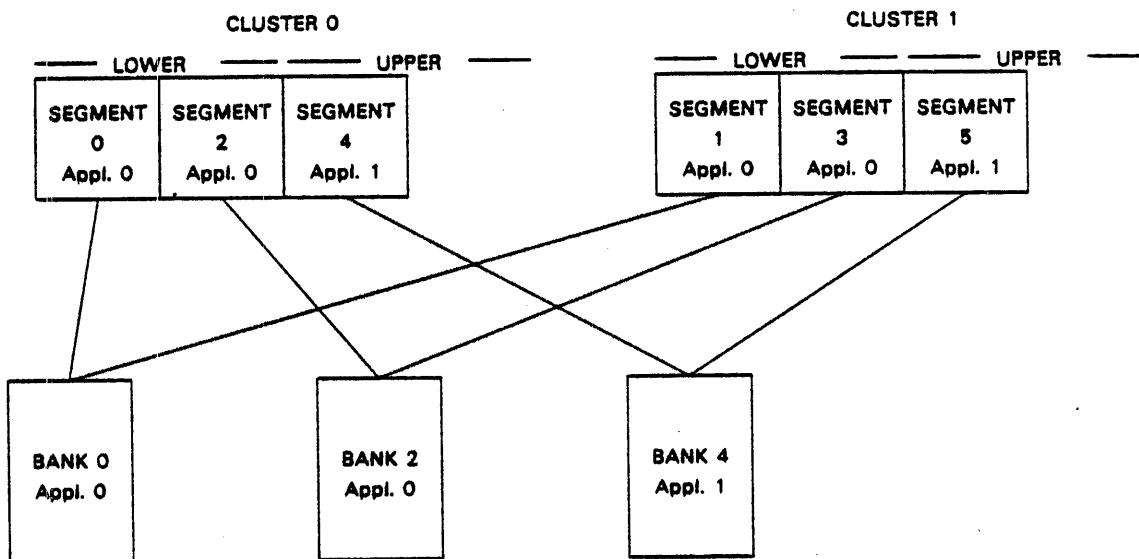 CLUSTER 0
CLUSTER 1
LOWER UPPER
LOWER UPPER
SEGMENT
0
Appl. 0
SEGMENT
2
Appl. 0
SEGMENT
4
Appl. 1
SEGMENT
1
Appl. 0
SEGMENT
3
Appl. 0
SEGMENT
5
Appl. 1
BANK 0
Appl. 0
BANK 2
Appl. 0
BANK 4
Appl. 1